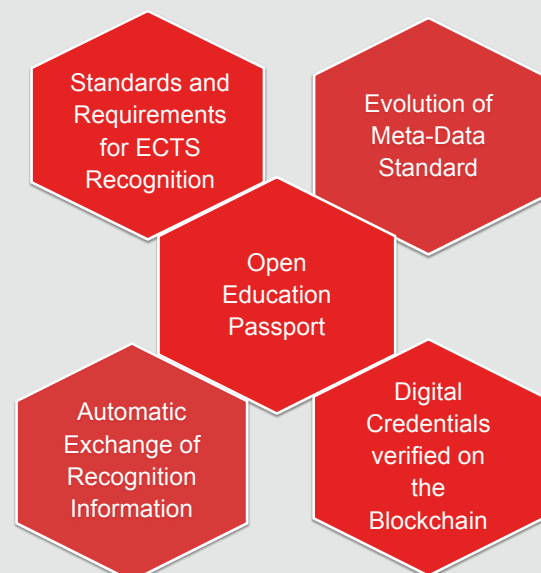 Standards and
Requirements
for ECTS
Recognition
Evolution of
Meta-Data
Standard
Open
Education
Passport
Automatic
Exchange of
Recognition
Information
Digital
Credentials
verified on
the
Blockchain